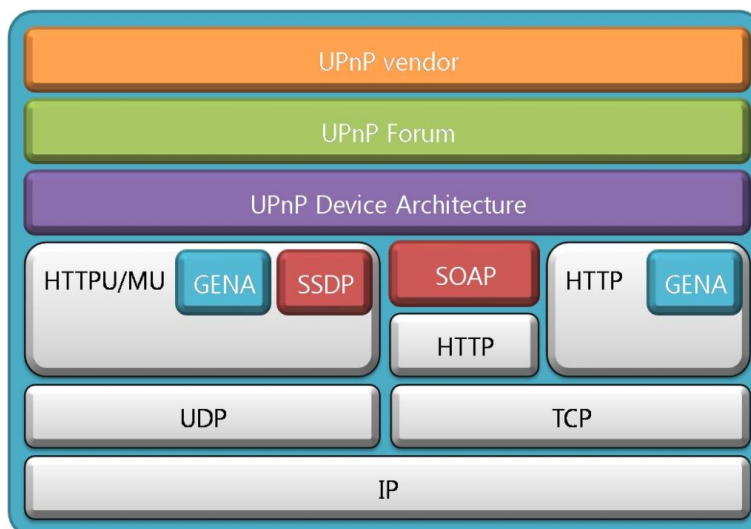 UPnP vendor
UPnP Forum
UPnP Device Architecture
HTTPU/MU
GENA
SSDP
SOAP
HTTP
HTTP
GENA
UDP
TCP
IP